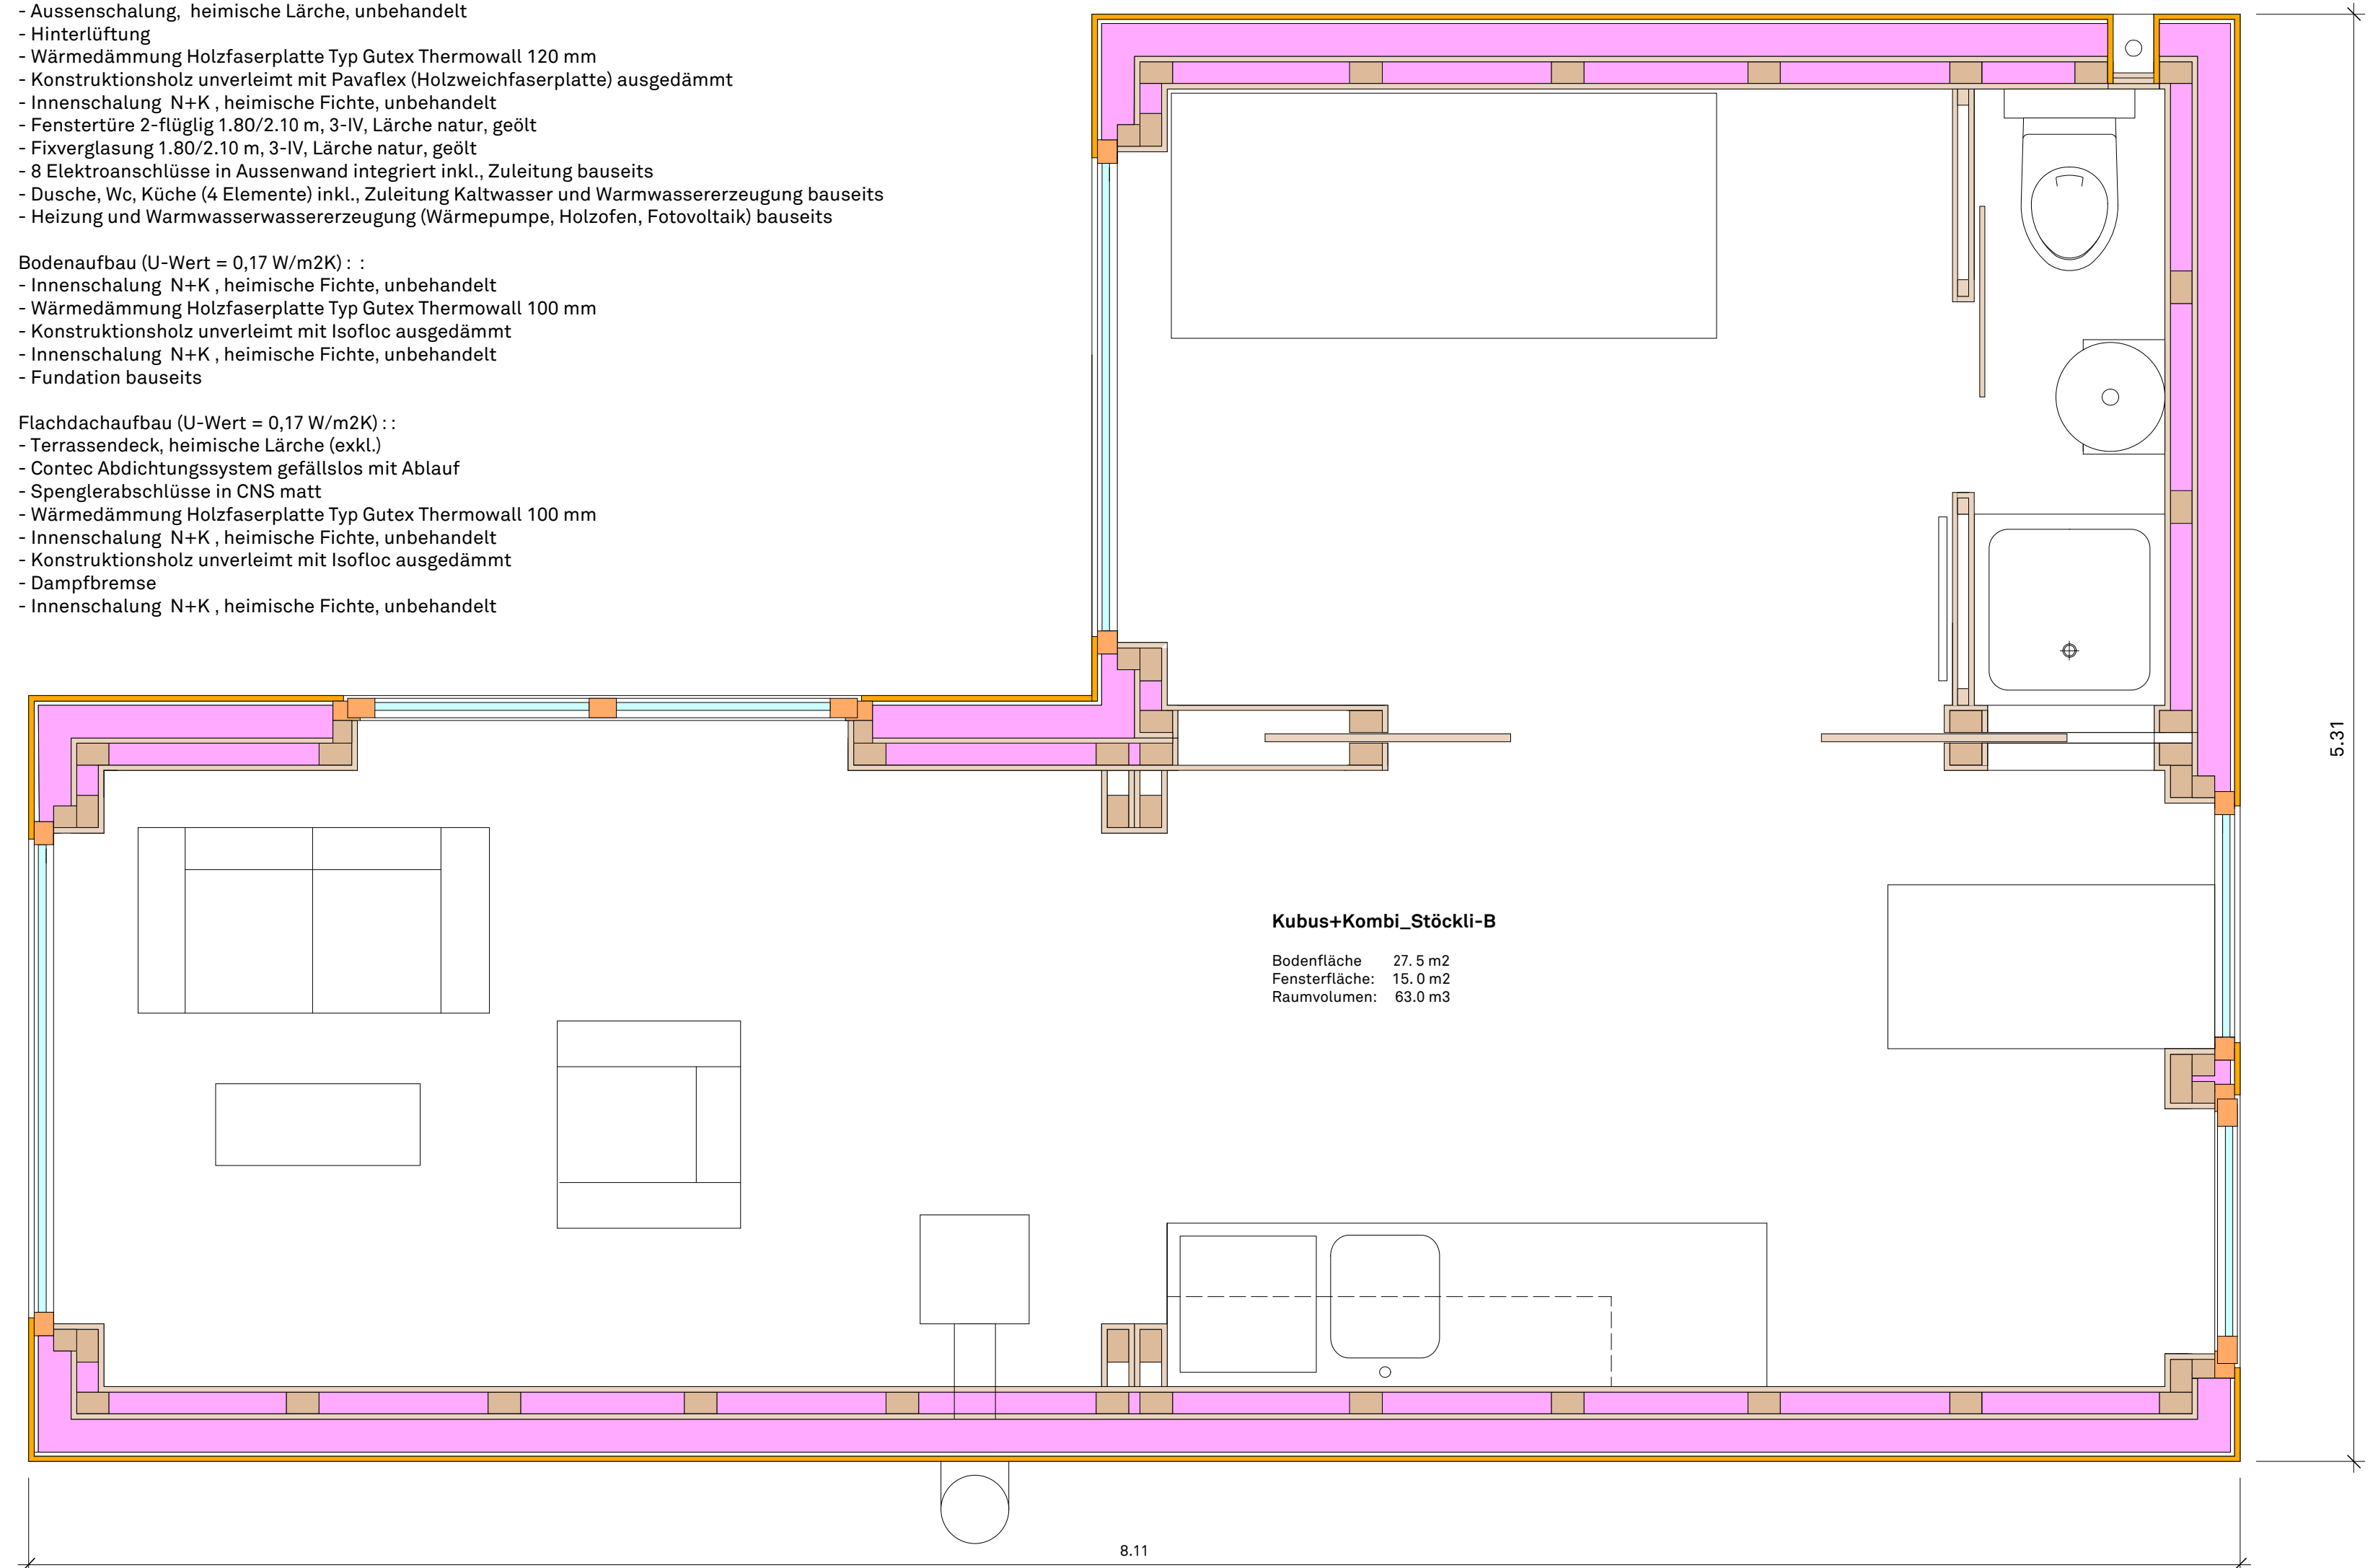 - Aussenschalung, heimische Lärche, unbehandelt
- Hinterlüftung
- Wärmedämmung Holzfaserplatte Typ Gutex Thermowall 120 mm
- Konstruktionsholz unverleimt mit Pavaflex (Holzweichfaserplatte) ausgedämmt
- Innenschalung N+K , heimische Fichte, unbehandelt
- Fenstertüre 2-flüglig 1.80/2.10 m, 3-IV, Lärche natur, geölt
- Fixverglasung 1.80/2.10 m, 3-IV, Lärche natur, geölt
- 8 Elektroanschlüsse in Aussenwand integriert inkl., Zuleitung bauseits
- Dusche, Wc, Küche (4 Elemente) inkl., Zuleitung Kaltwasser und Warmwassererzeugung bauseits
- Heizung und Warmwasserwassererzeugung (Wärmepumpe, Holzofen, Fotovoltaik) bauseits
Bodenaufbau (U-Wert = 0,17 W/m2K) : :
- Innenschalung N+K , heimische Fichte, unbehandelt
- Wärmedämmung Holzfaserplatte Typ Gutex Thermowall 100 mm
- Konstruktionsholz unverleimt mit Isofloc ausgedämmt
- Innenschalung N+K , heimische Fichte, unbehandelt
- Fundation bauseits
Flachdachaufbau (U-Wert = 0,17 W/m2K) : :
- Terrassendeck, heimische Lärche (exkl.)
- Contec Abdichtungssystem gefällslos mit Ablauf
- Spenglerabschlüsse in CNS matt
- Wärmedämmung Holzfaserplatte Typ Gutex Thermowall 100 mm
- Innenschalung N+K , heimische Fichte, unbehandelt
- Konstruktionsholz unverleimt mit Isofloc ausgedämmt
- Dampfbremse
- Innenschalung N+K , heimische Fichte, unbehandelt
5.31
Kubus+Kombi_Stöckli-B
Bodenfläche 27. 5 m2
Fensterfläche: 15. 0 m2
Raumvolumen: 63.0 m3
8.11